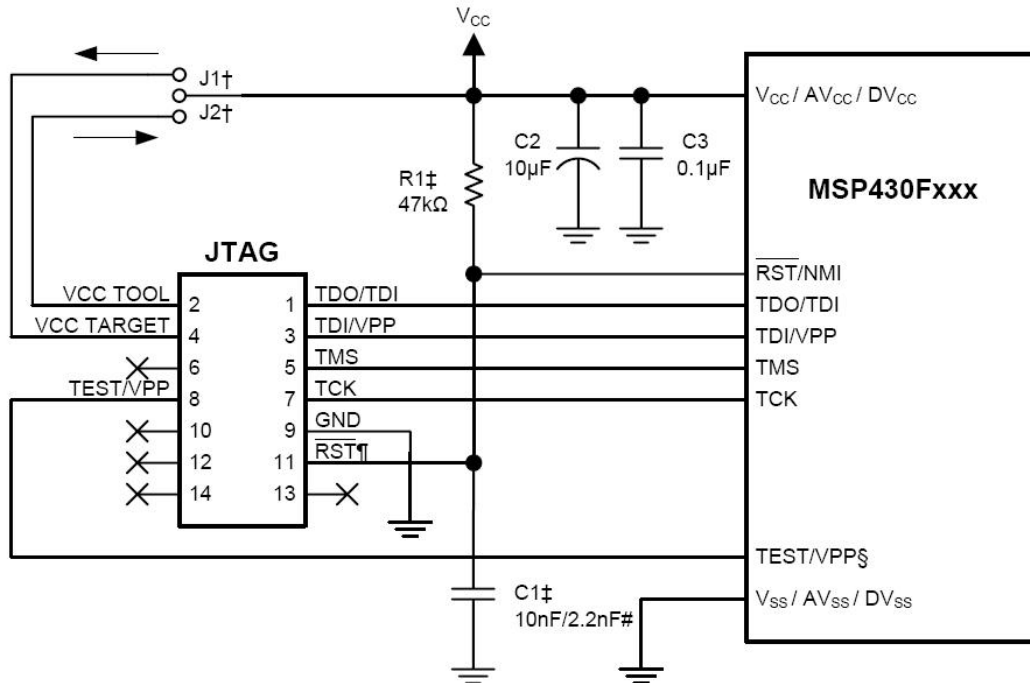 VCC
J1†
J2†
VCC / AVCC / DVCC
C2
10µF
C3
0.1µF
R1‡
47kΩ
MSP430Fxxx
JTAG
RST/NMI
VCC TOOL
2
1
TDO/TDI
TDO/TDI
VCC TARGET
4
3
TDI/VPP
TDI/VPP
6
5
TMS
TMS
TEST/VPP
8
7
TCK
TCK
10
9
GND
12
11
RST¶
14
13
TEST/VPP§
C1‡
10nF/2.2nF#
VSS / AVSS / DVSS